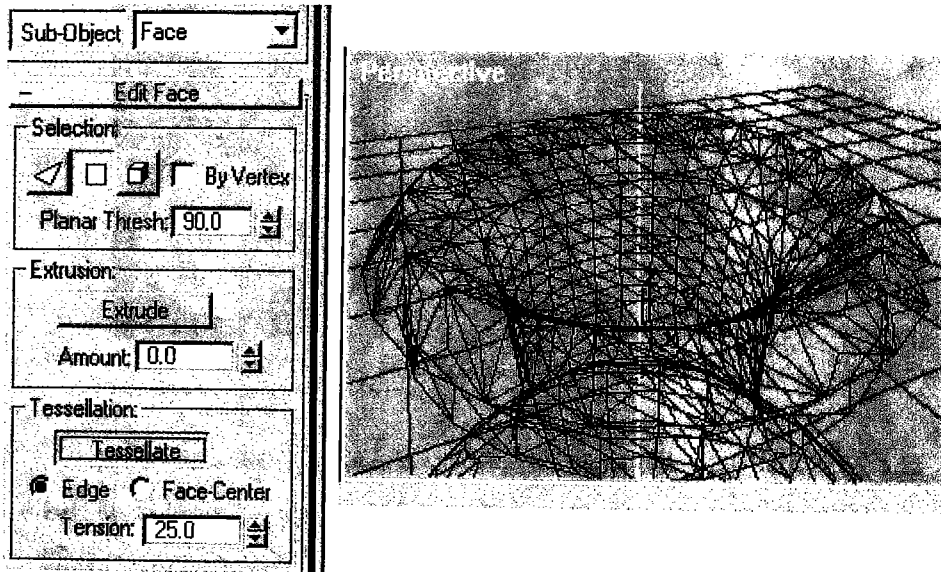 Sub-Object Face
- Edit Face
Selection:
By Vertex
Planar Thresh: 90.0
Extrusion:
Extrude
Amount: 0.0
Tessellation:
Tessellate
Edge Face-Center
Tension: 25.0
Perspective